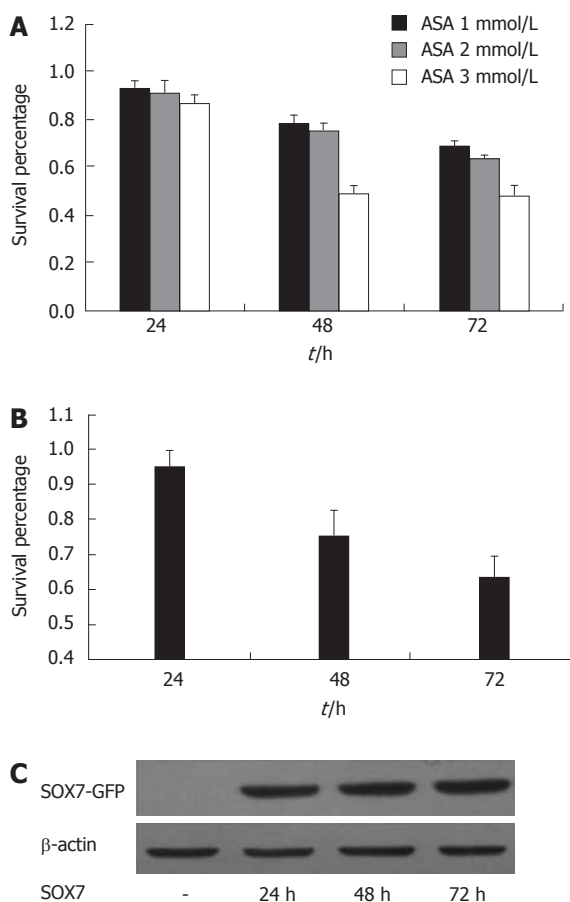 A
1.2
1.0
0.8
0.6
0.4
0.2
0.0
Survival percentage
ASA 1 mmol/L
ASA 2 mmol/L
ASA 3 mmol/L
24 48 72
t/h
B
1.1
1.0
0.9
0.8
0.7
0.6
0.5
0.4
Survival percentage
24 48 72
t/h
C
SOX7-GFP
β-actin
SOX7 - 24 h 48 h 72 h